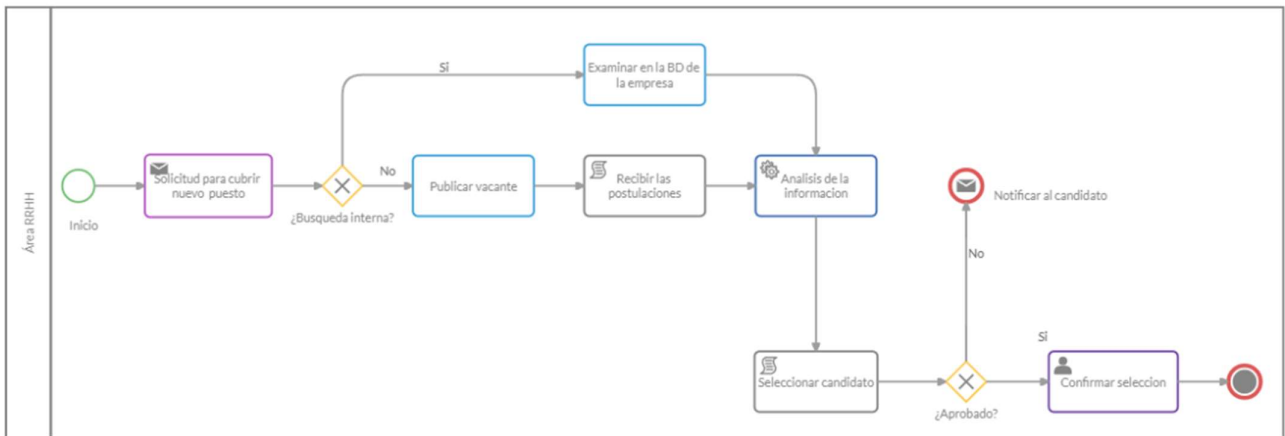 Área RRHH
Inicio
Solicitud para cubrir
nuevo puesto
¿Busqueda interna?
Si
No
Examinar en la BD de
la empresa
Publicar vacante
Recibir las
postulaciones
Analisis de la
informacion
Seleccionar candidato
¿Aprobado?
No
Notificar al candidato
Si
Confirmar seleccion